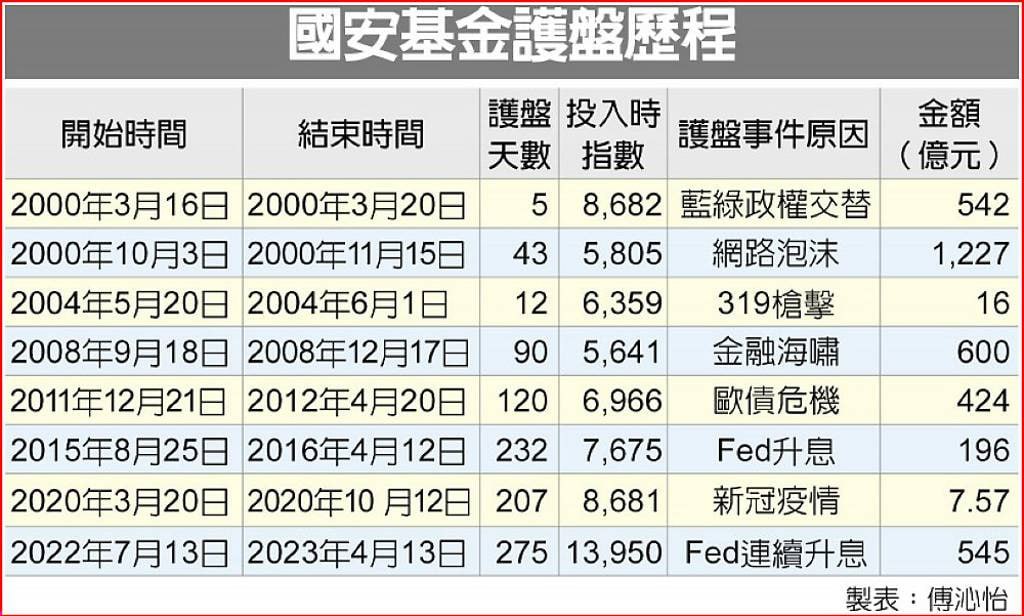 國安基金護盤歷程
開始時間 結束時間 護盤天數 投入時指數 護盤事件原因 金額（億元）
2000年3月16日 2000年3月20日 5 8,682 藍綠政權交替 542
2000年10月3日 2000年11月15日 43 5,805 網路泡沫 1,227
2004年5月20日 2004年6月1日 12 6,359 319槍擊 16
2008年9月18日 2008年12月17日 90 5,641 金融海嘯 600
2011年12月21日 2012年4月20日 120 6,966 歐債危機 424
2015年8月25日 2016年4月12日 232 7,675 Fed升息 196
2020年3月20日 2020年10 月12日 207 8,681 新冠疫情 7.57
2022年7月13日 2023年4月13日 275 13,950 Fed連續升息 545
製表：傅沁怡